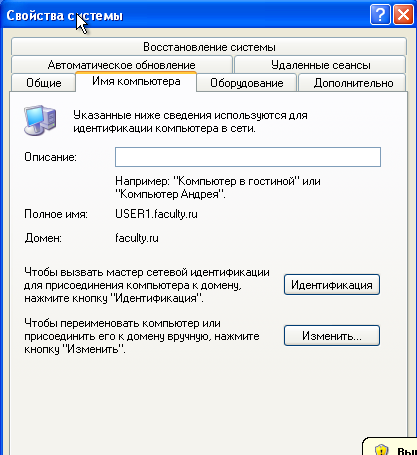 Свойства системы
Восстановление системы
Автоматическое обновление
Удаленные сеансы
Общие
Имя компьютера
Оборудование
Дополнительно
Указанные ниже сведения используются для
идентификации компьютера в сети.
Описание:
Например: "Компьютер в гостиной" или
"Компьютер Андрея".
Полное имя: USER1.faculty.ru
Домен: faculty.ru
Чтобы вызвать мастер сетевой идентификации
для присоединения компьютера к домену,
нажмите кнопку "Идентификация".
Идентификация
Чтобы переименовать компьютер или
присоединить его к домену вручную, нажмите
кнопку "Изменить".
Изменить...